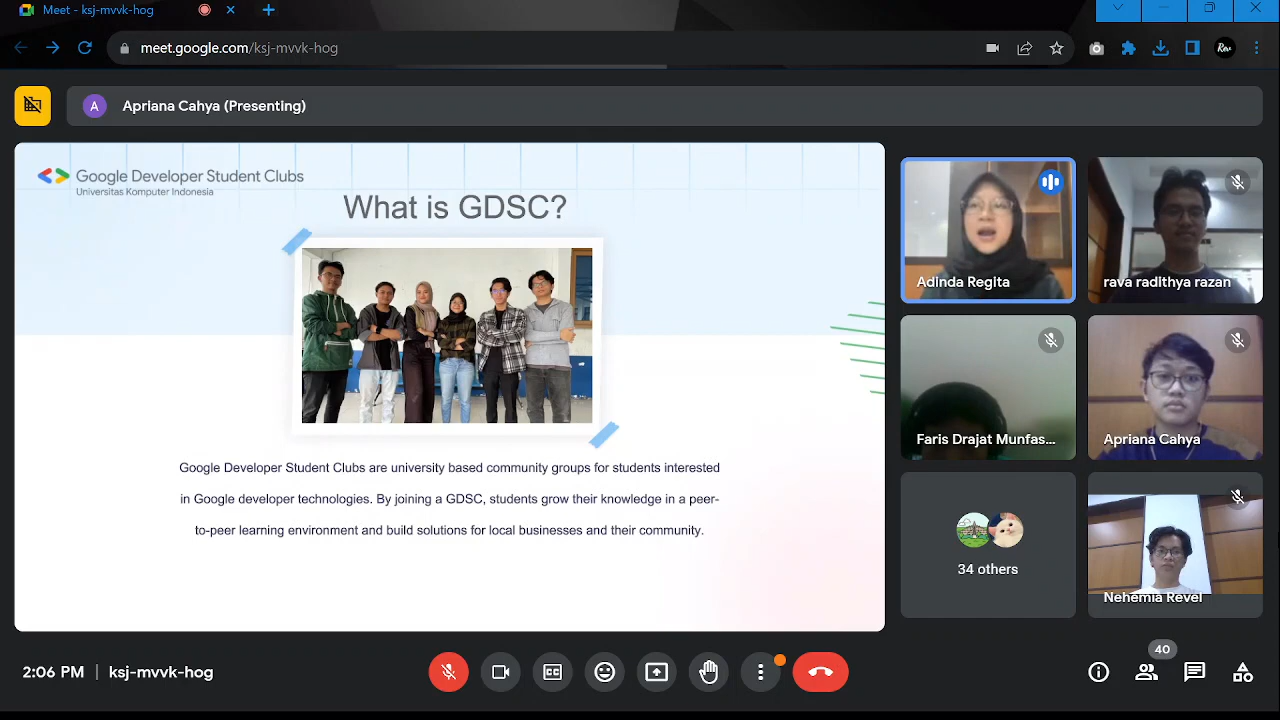 Meet - ksj-mvvk-hog
meet.google.com/ksj-mvvk-hog
Rev
A
Apriana Cahya (Presenting)
Google Developer Student Clubs
Universitas Komputer Indonesia
What is GDSC?
Google Developer Student Clubs are university based community groups for students interested
in Google developer technologies. By joining a GDSC, students grow their knowledge in a peer-
to-peer learning environment and build solutions for local businesses and their community.
Adinda Regita
rava radithya razan
Faris Drajat Munfas...
Apriana Cahya
34 others
Nehemia Revel
2:06 PM | ksj-mvvk-hog
CC
40